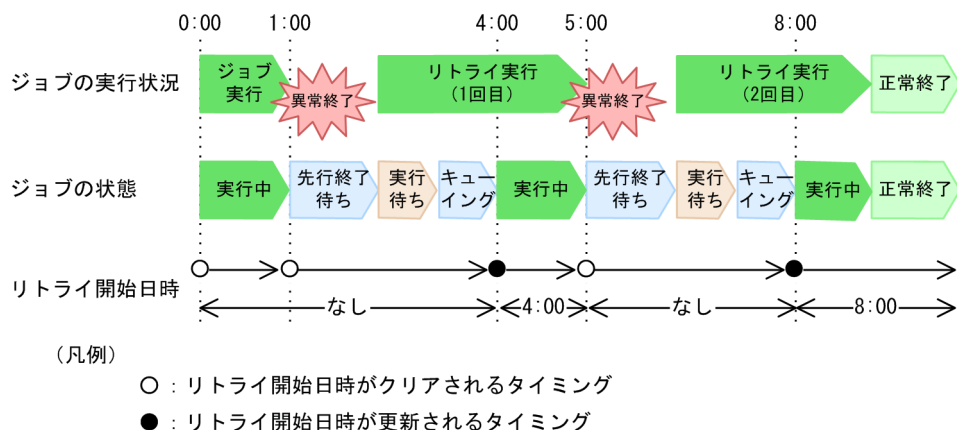 0:00 1:00 4:00 5:00 8:00
ジョブの実行状況
ジョブ
実行
異常終了
リトライ実行
(1回目)
異常終了
リトライ実行
(2回目)
正常終了
ジョブの状態
実行中
先行終了
待ち
実行
待ち
キュー
イング
実行中
先行終了
待ち
実行
待ち
キュー
イング
実行中
正常終了
リトライ開始日時
なし
4:00
なし
8:00
(凡例)
○ : リトライ開始日時がクリアされるタイミング
● : リトライ開始日時が更新されるタイミング